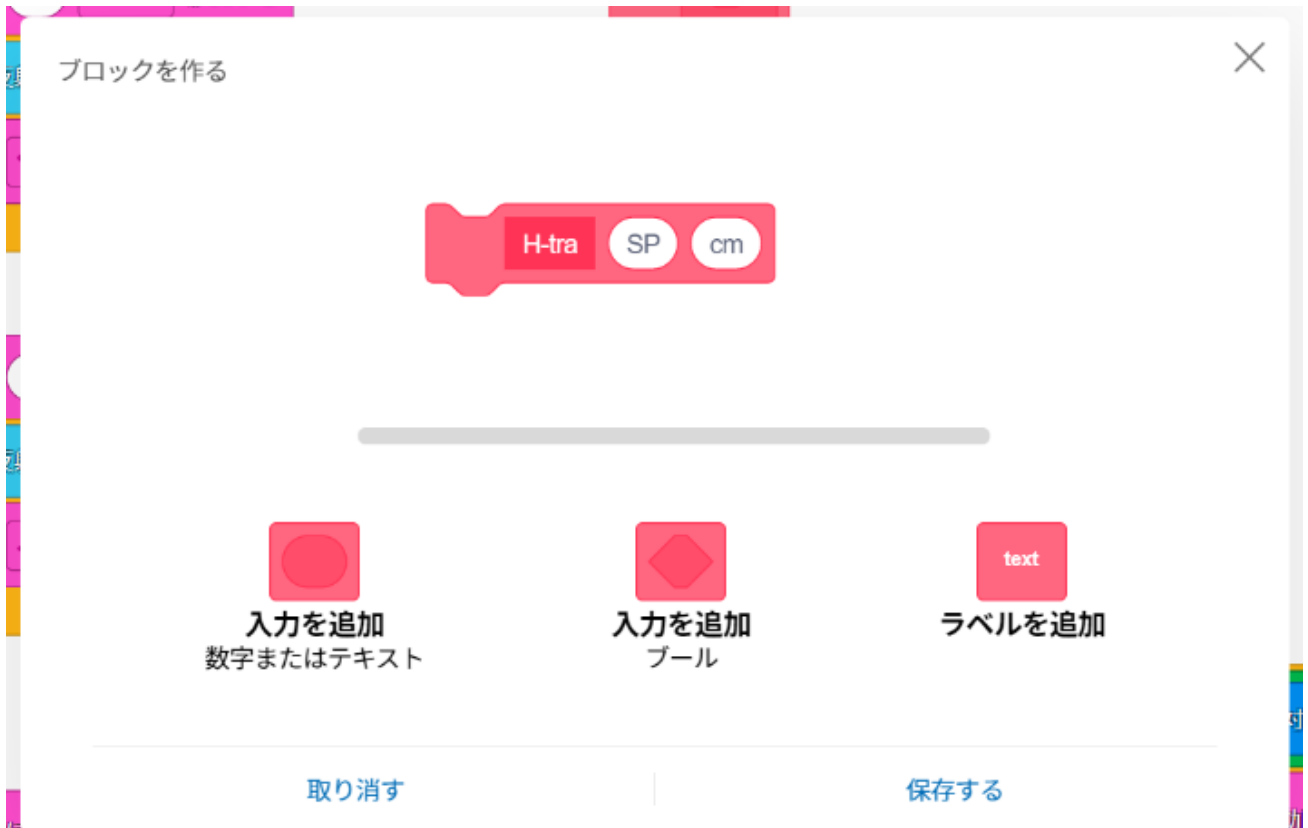 ブロックを作る
H-tra SP cm
text
入力を追加 入力を追加 ラベルを追加
数字またはテキスト ブール
取り消す 保存する